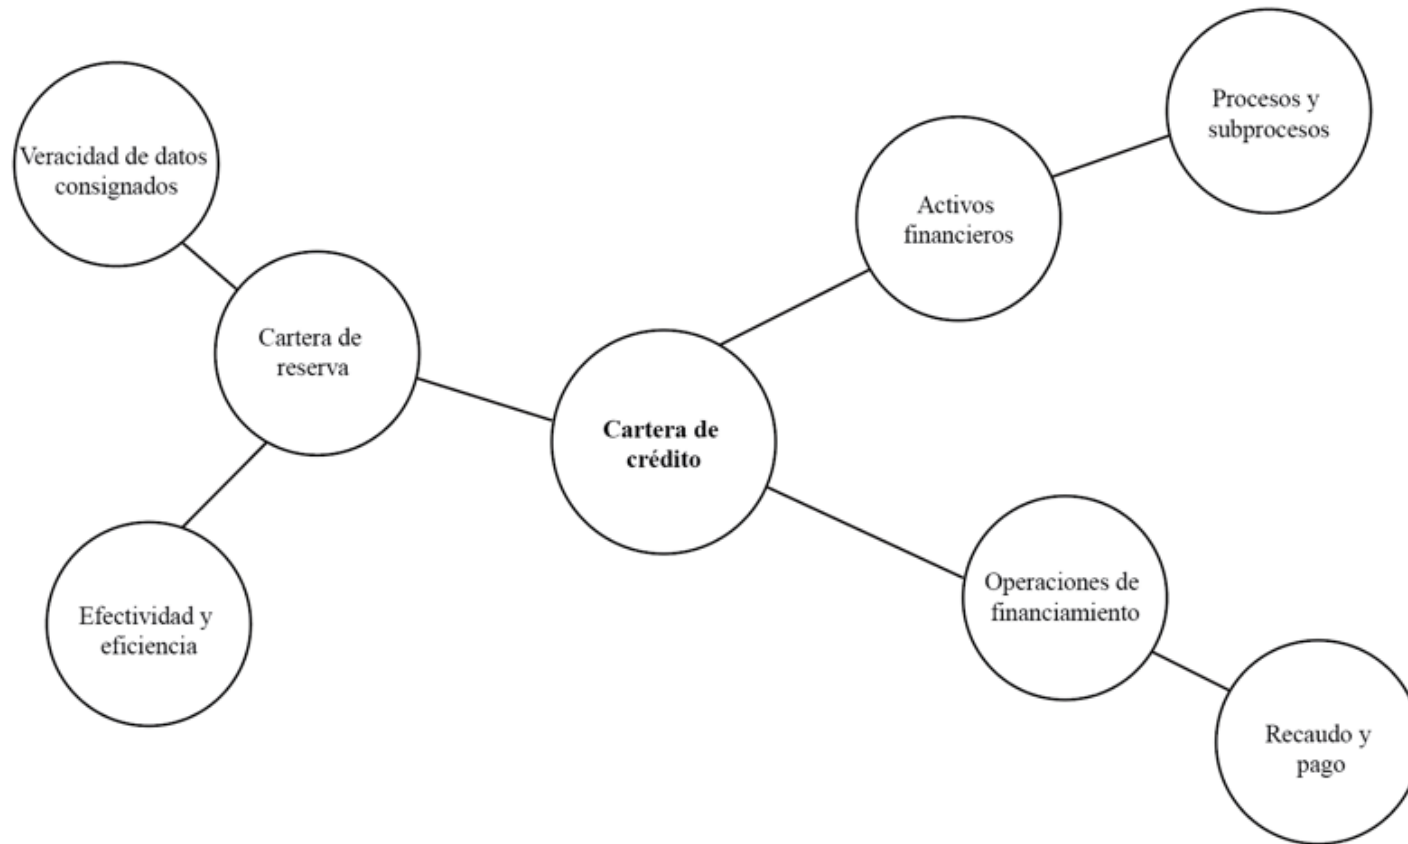 Procesos y
subprocesos
Veracidad de datos
consignados
Activos
financieros
Cartera de
reserva
Cartera de
crédito
Operaciones de
financiamiento
Efectividad y
eficiencia
Recaudo y
pago